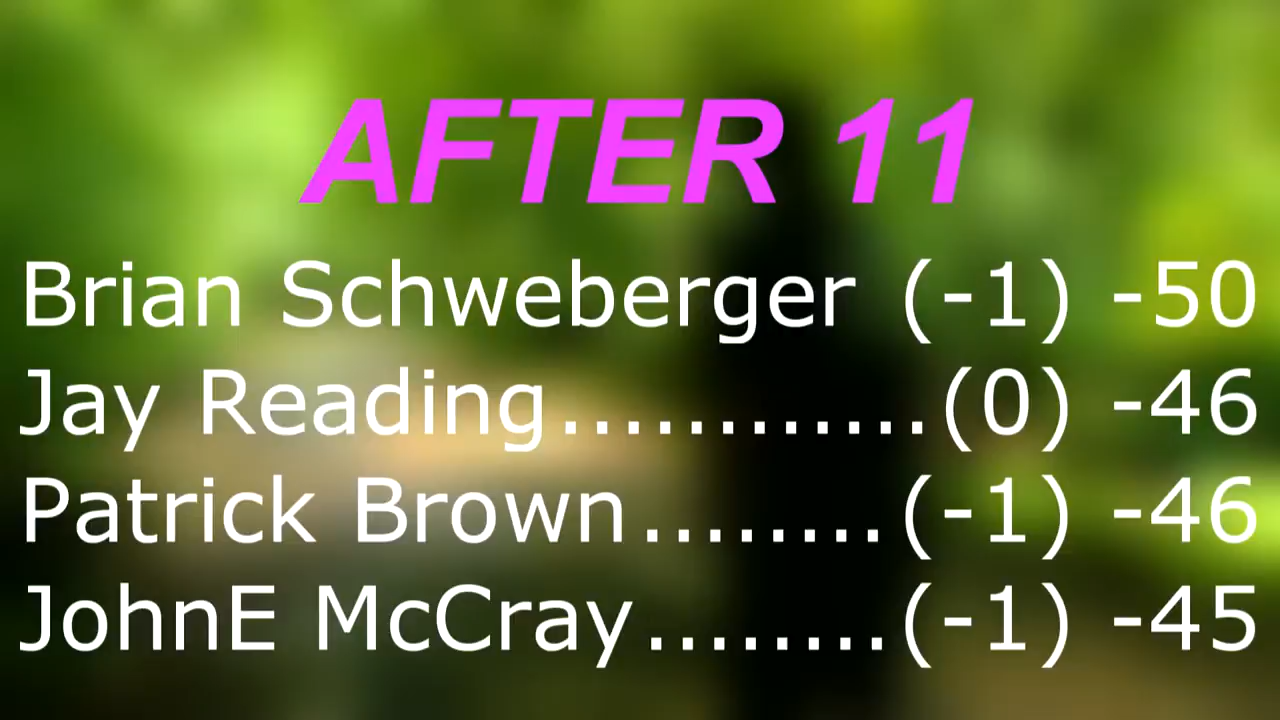 AFTER 11
Brian Schweberger (-1) -50
Jay Reading............(0) -46
Patrick Brown........(-1) -46
JohnE McCray........(-1) -45